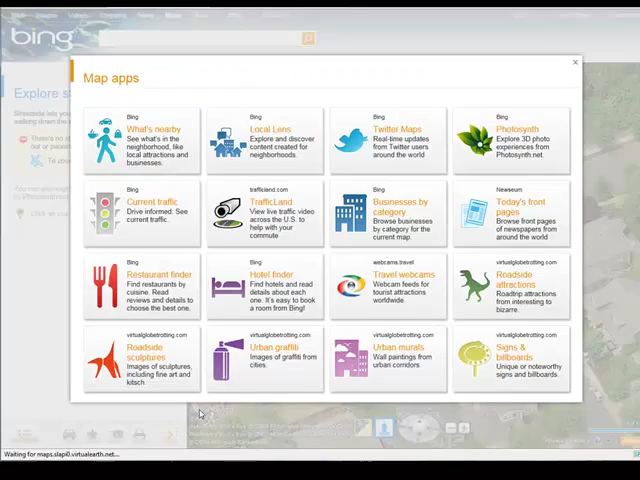 bing
Map apps
Explore s
Bing
What's nearby
See what's in the
neighborhood, like
local attractions and
businesses.
Bing
Local Lens
Explore and discover
content created for
neighborhoods.
Bing
Twitter Maps
Real-time updates
from Twitter users
around the world
Bing
Photosynth
Explore 3D photo
experiences from
Photosynth.net.
Bing
Current traffic
Drive informed: See
current traffic.
trafficland.com
TrafficLand
View live traffic video
across the U.S. to
help with your
commute
Bing
Businesses by
category
Browse businesses
by category for the
current map.
Newseum
Today's front
pages
Browse front pages
of newspapers from
around the world
Bing
Restaurant finder
Find restaurants by
cuisine. Read
reviews and details to
choose the best one.
Bing
Hotel finder
Find hotels and read
details about each
one. It's easy to book
a room from Bing!
webcams.travel
Travel webcams
Webcam feeds for
tourist attractions
worldwide.
virtualglobetrotting.com
Roadside
attractions
Roadtrip attractions
from interesting to
bizarre.
virtualglobetrotting.com
Roadside
sculptures
Images of sculptures,
including fine art and
kitsch.
virtualglobetrotting.com
Urban graffiti
Images of graffiti from
cities.
virtualglobetrotting.com
Urban murals
Wall paintings from
urban corridors.
virtualglobetrotting.com
Signs &
billboards
Unique or noteworthy
signs and billboards.
Waiting for maps.slapi0.virtualearth.net...